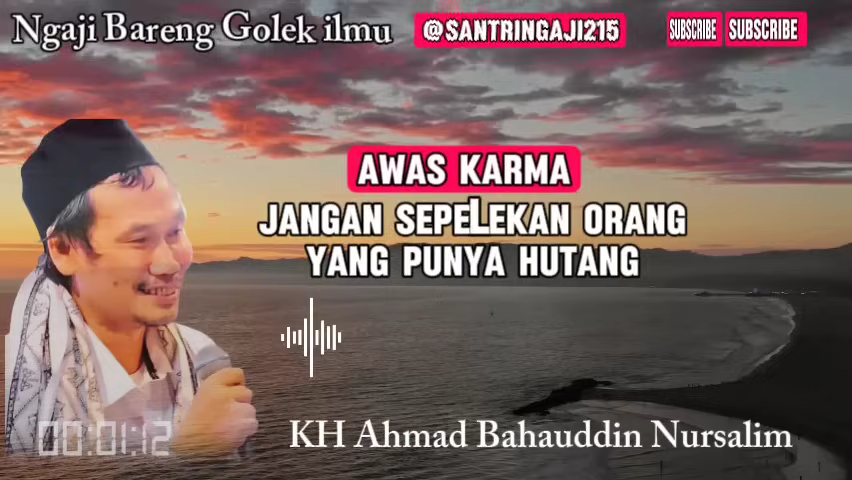 Ngaji Bareng Golek ilmu @SANTRINGAJI215 SUBSCRIBE SUBSCRIBE
AWAS KARMA
JANGAN SEPELEKAN ORANG
YANG PUNYA HUTANG
KH Ahmad Bahauddin Nursalim
00:01:12